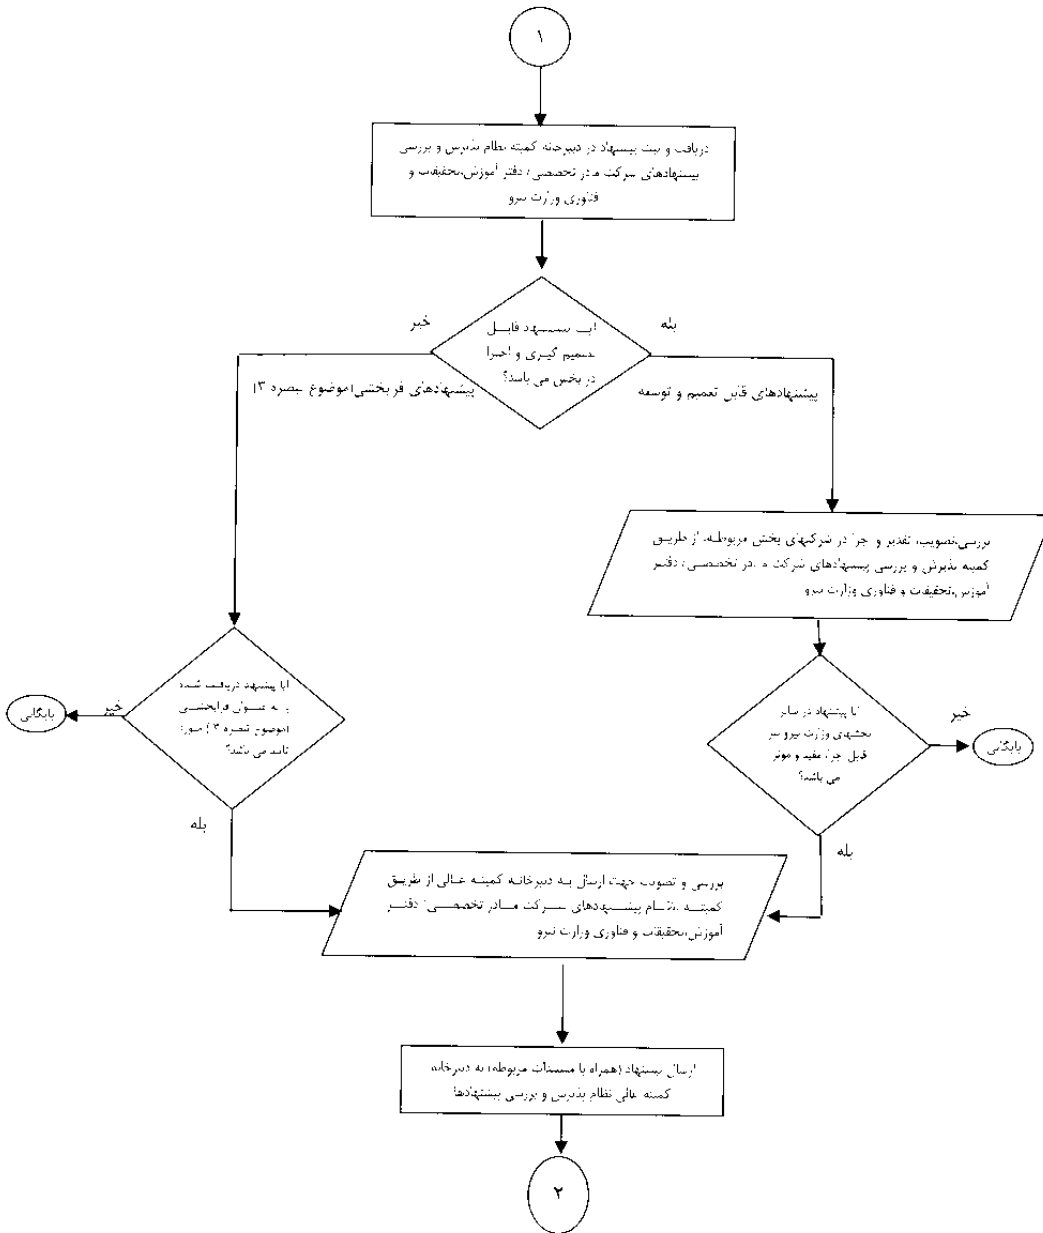 ۱
دریافت و ثبت پیشنهاد در دبیرخانه کمیته نظام پذیرش و بررسی
پیشنهادهای شرکت مادر تخصصی/ دفتر آموزش،تحقیقات و
فناوری وزارت نیرو
خیر
بله
آیا پیشنهاد قابل
تصمیم گیری و اجرا
در بخش می باشد؟
پیشنهادهای فرابخشی(موضوع تبصره ۳)
پیشنهادهای قابل تعمیم و توسعه
بررسی،تصویب، تقدیر و اجرا در شرکتهای بخش مربوطه، از طریق
کمیته پذیرش و بررسی پیشنهادهای شرکت مادر تخصصی/ دفتر
آموزش،تحقیقات و فناوری وزارت نیرو
آیا پیشنهاد دریافت شده
به عنوان فرابخشی
(موضوع تبصره ۳) مورد
تایید می باشد؟
خیر
بایگانی
آیا پیشنهاد در سایر
بخشهای وزارت نیرو نیز
قابل اجرا، مفید و موثر
می باشد؟
خیر
بایگانی
بله
بله
بررسی و تصویب جهت ارسال به دبیرخانه کمیته عالی از طریق
کمیته نظام پیشنهادهای شرکت مادر تخصصی/ دفتر
آموزش،تحقیقات و فناوری وزارت نیرو
ارسال پیشنهاد (همراه با مستندات مربوطه) به دبیرخانه
کمیته عالی نظام پذیرش و بررسی پیشنهادها
۲